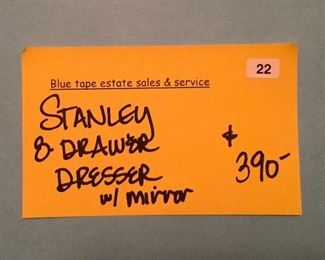 22
Blue tape estate sales & service
STANLEY
8-DRAWER $390-
DRESSER
w/ mirror